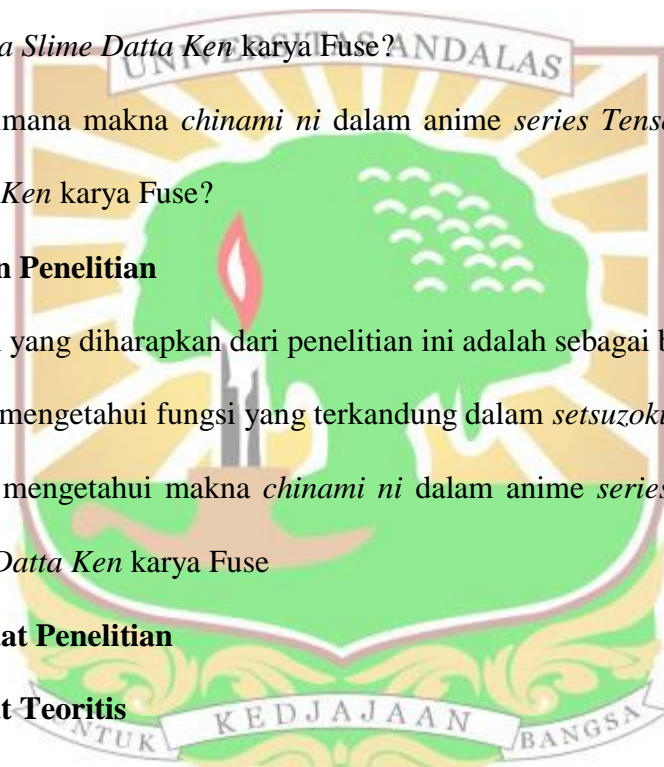 a Slime Datta Ken karya Fuse?
UNIVERSITAS ANDALAS
mana makna chinami ni dalam anime series Tens
Ken karya Fuse?
n Penelitian
yang diharapkan dari penelitian ini adalah sebagai b
mengetahui fungsi yang terkandung dalam setsuzok
mengetahui makna chinami ni dalam anime series
Datta Ken karya Fuse
at Penelitian
t Teoritis
UNTUK KEDJAJAAN BANGSA